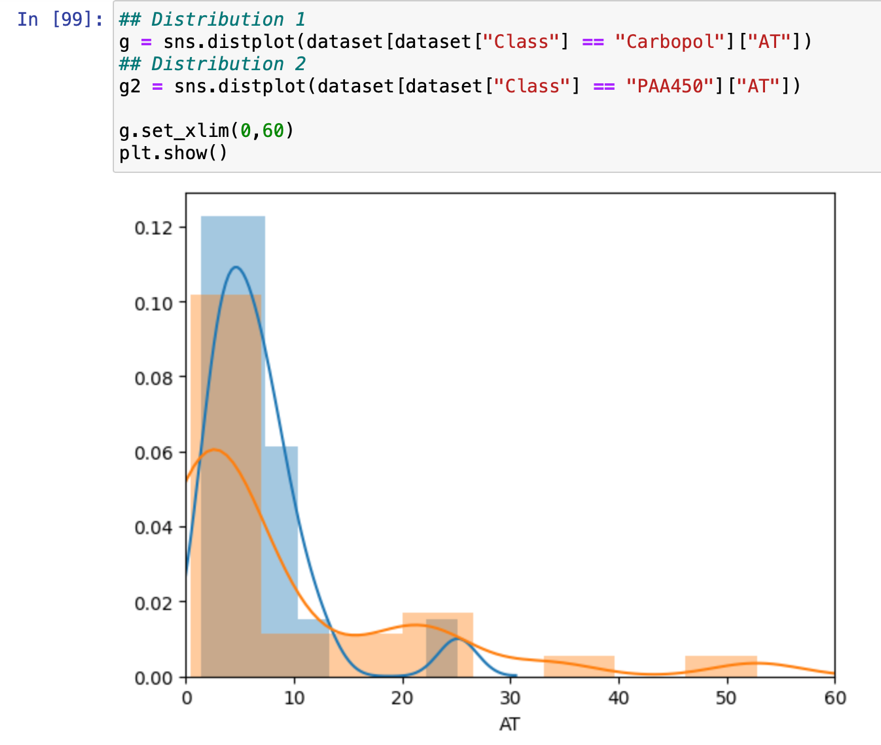 In [99]:
## Distribution 1
g = sns.distplot(dataset[dataset["Class"] == "Carbopol"]["AT"])
## Distribution 2
g2 = sns.distplot(dataset[dataset["Class"] == "PAA450"]["AT"])
g.set_xlim(0,60)
plt.show()
0.12
0.10
0.08
0.06
0.04
0.02
0.00
0 10 20 30 40 50 60
AT